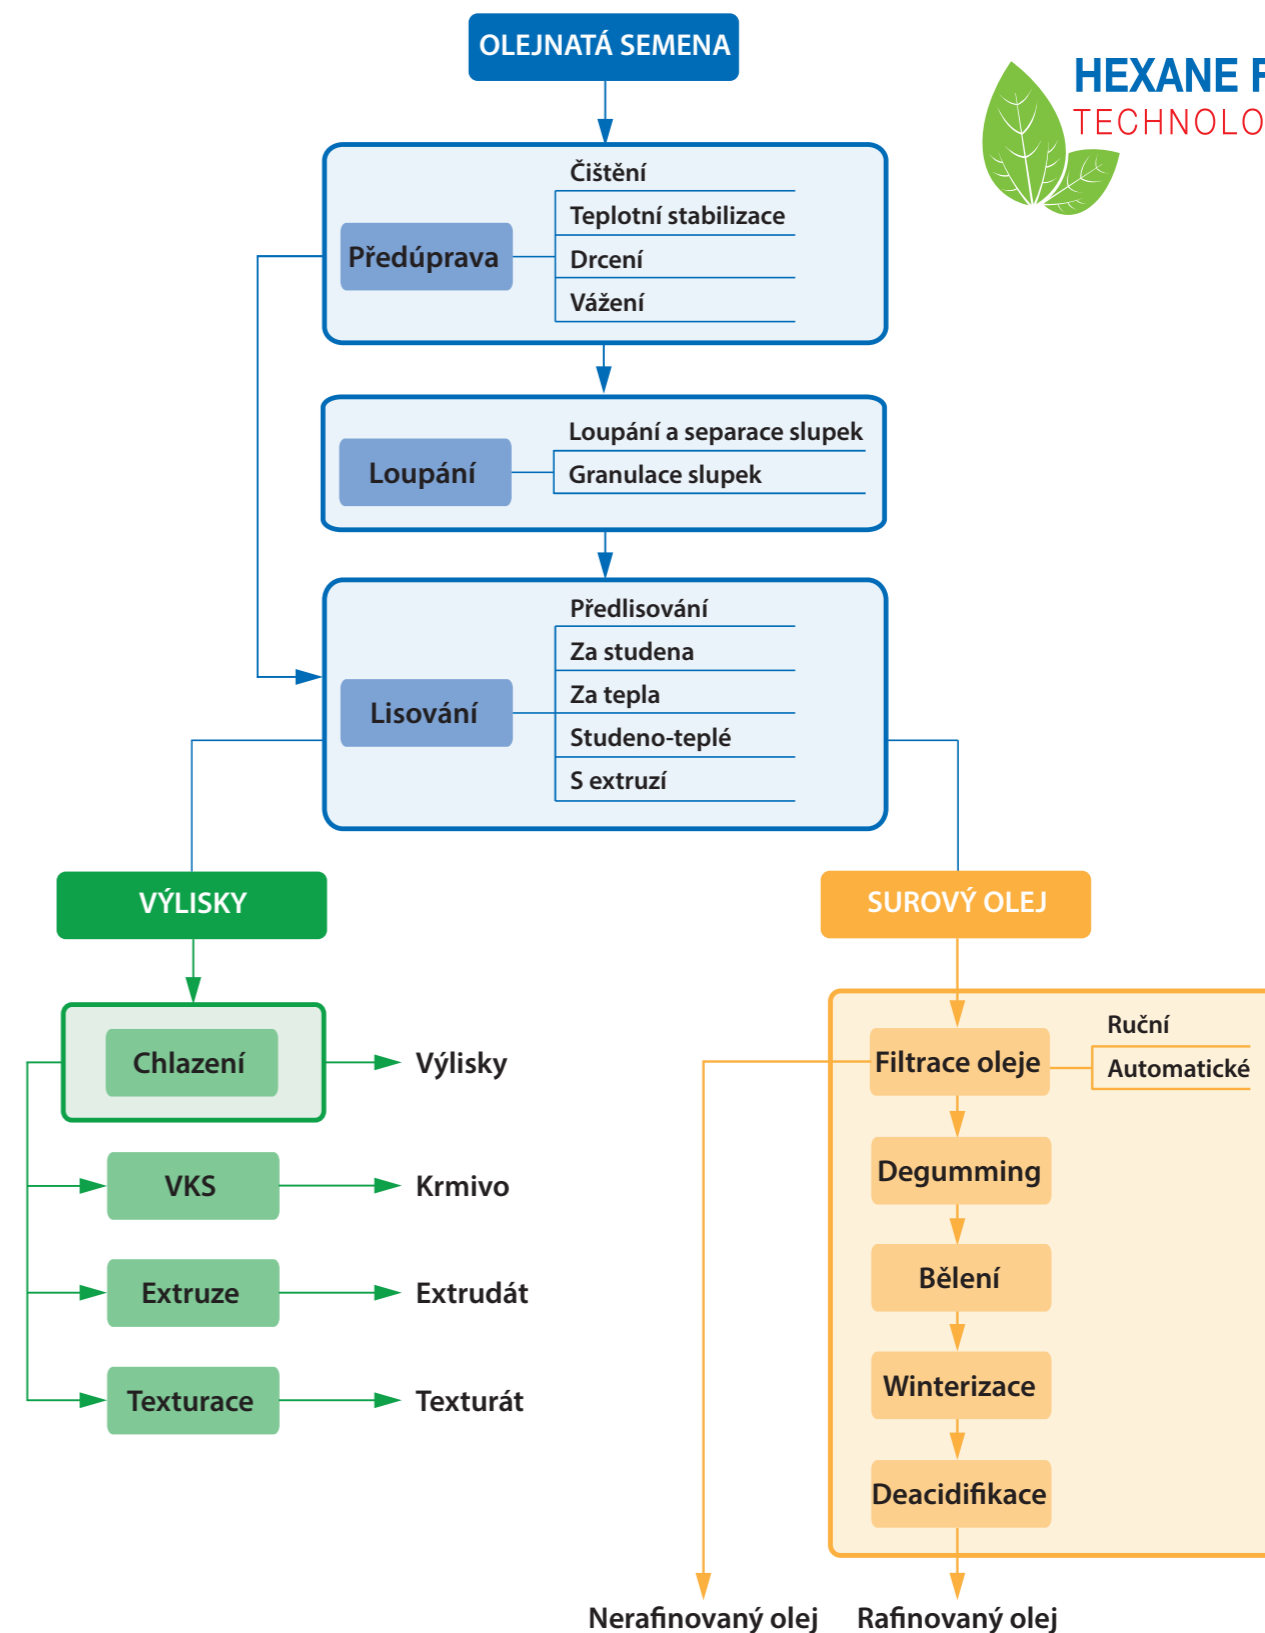 OLEJNATÁ SEMENA
HEXANE
TECHNOLO
Předúprava
Čištění
Teplotní stabilizace
Drcení
Vážení
Loupání
Loupání a separace slupek
Granulace slupek
Lisování
Předlisování
Za studena
Za tepla
Studeno-teplé
S extruzí
VÝLISKY
Chlazení
Výlisky
VKS
Krmivo
Extruze
Extrudát
Texturace
Texturát
SUROVÝ OLEJ
Filtrace oleje
Ruční
Automatické
Degumming
Bělení
Winterizace
Deacidifikace
Nerafinovaný olej
Rafinovaný olej